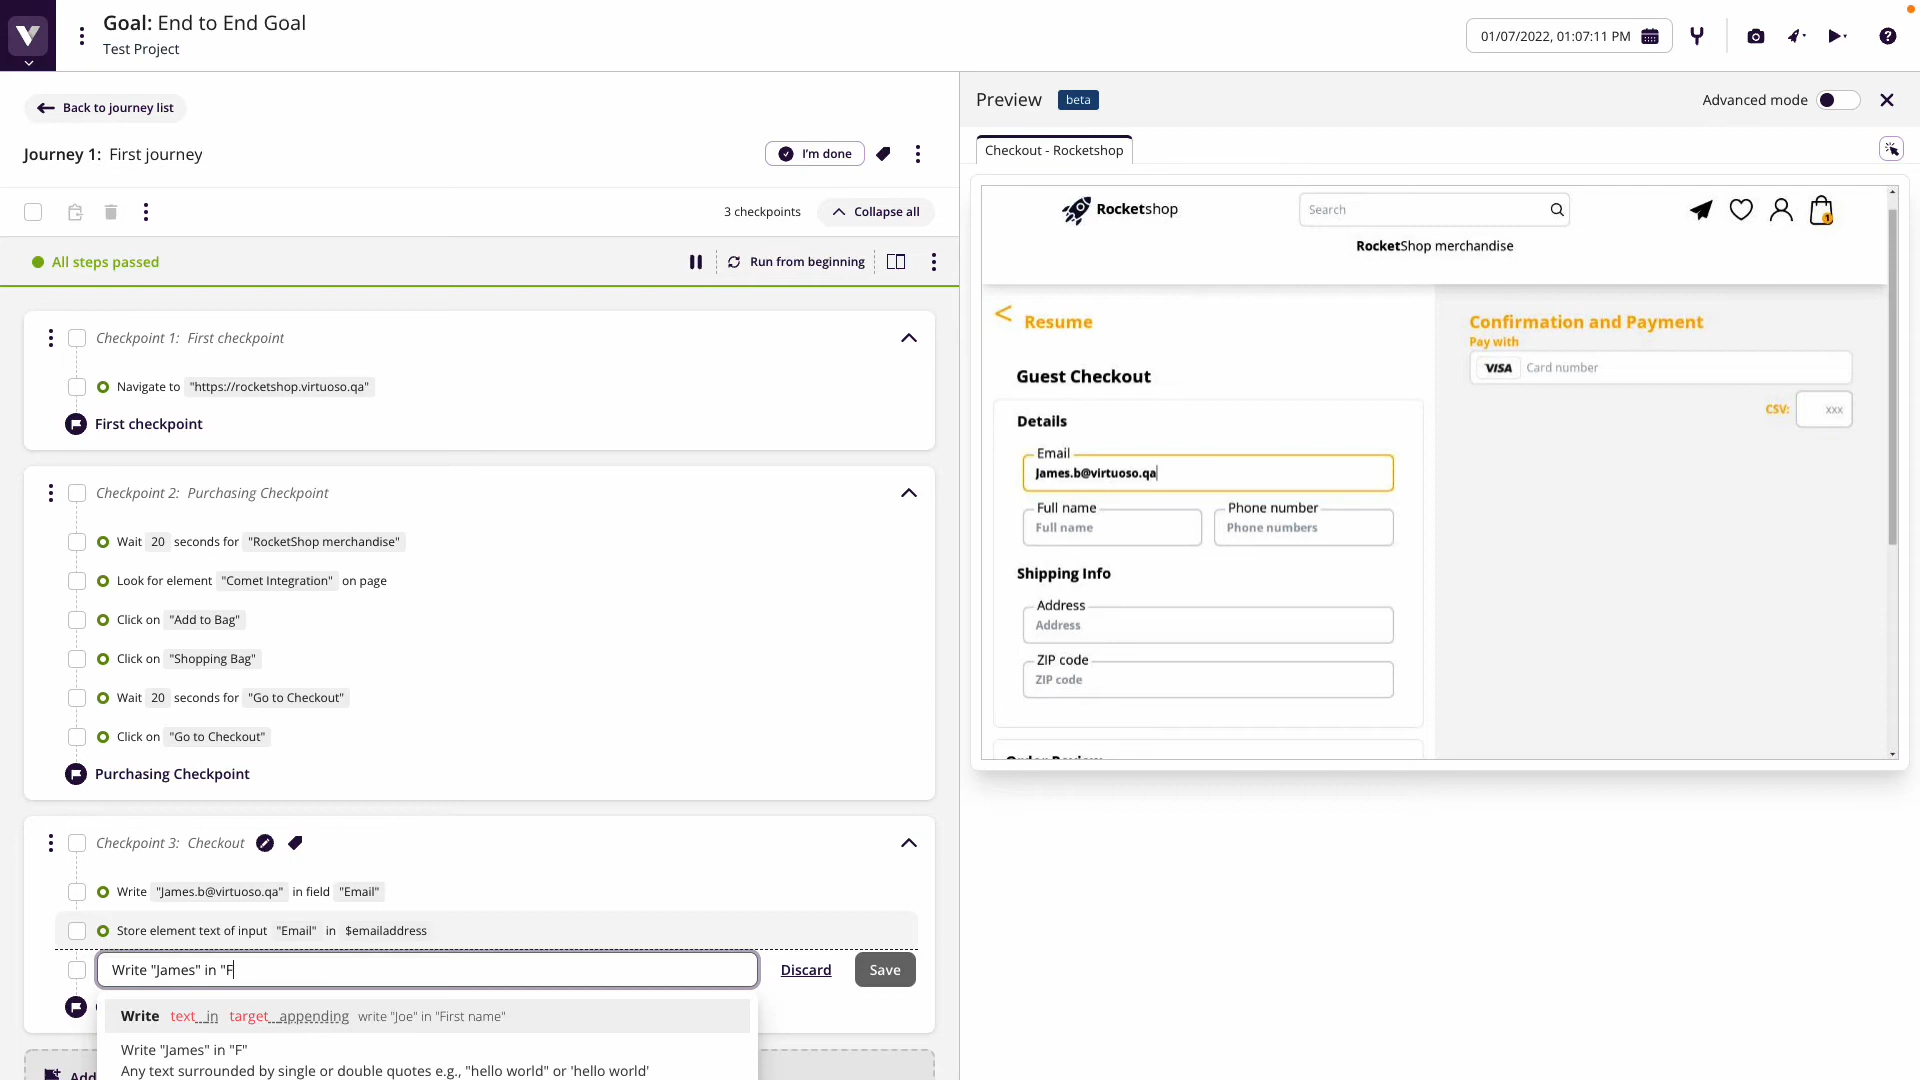 Goal: End to End Goal
Test Project
01/07/2022, 01:07:11 PM
Back to journey list
Journey 1: First journey
I'm done
3 checkpoints
Collapse all
All steps passed
Run from beginning
Checkpoint 1: First checkpoint
Navigate to "https://rocketshop.virtuoso.qa"
First checkpoint
Checkpoint 2: Purchasing Checkpoint
Wait 20 seconds for "RocketShop merchandise"
Look for element "Comet Integration" on page
Click on "Add to Bag"
Click on "Shopping Bag"
Wait 20 seconds for "Go to Checkout"
Click on "Go to Checkout"
Purchasing Checkpoint
Checkpoint 3: Checkout
Write "James.b@virtuoso.qa" in field "Email"
Store element text of input "Email" in $emailaddress
Write "James" in "F
Discard
Save
Write text in target appending write "Joe" in "First name"
Write "James" in "F"
Any text surrounded by single or double quotes e.g., "hello world" or 'hello world'
Add
Preview beta
Advanced mode
Checkout - Rocketshop
Rocketshop
Search
1
RocketShop merchandise
< Resume
Guest Checkout
Details
Email
James.b@virtuoso.qa
Full name
Full name
Phone number
Phone numbers
Shipping Info
Address
Address
ZIP code
ZIP code
Order Review
Confirmation and Payment
Pay with
VISA Card number
CSV: xxx